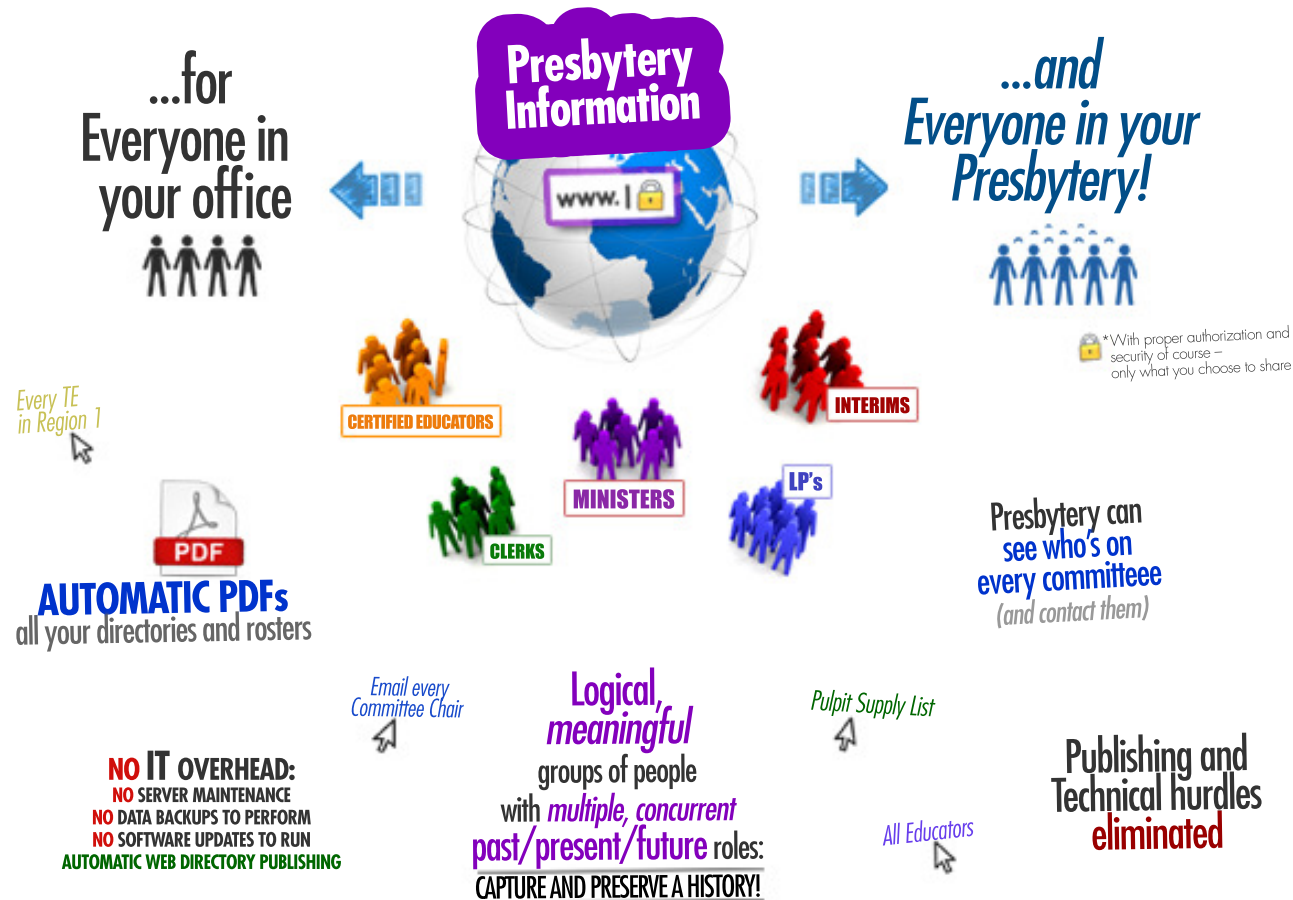 Presbytery
Information
www.
...for
Everyone in
your office
...and
Everyone in your
Presbytery!
*With proper authorization and
security of course –
only what you choose to share
CERTIFIED EDUCATORS
INTERIMS
MINISTERS
LP's
CLERKS
Every TE
in Region 1
PDF
AUTOMATIC PDFs
all your directories and rosters
Presbytery can
see who's on
every committeee
(and contact them)
Email every
Committee Chair
Pulpit Supply List
All Educators
NO IT OVERHEAD:
NO SERVER MAINTENANCE
NO DATA BACKUPS TO PERFORM
NO SOFTWARE UPDATES TO RUN
AUTOMATIC WEB DIRECTORY PUBLISHING
Logical,
meaningful
groups of people
with multiple, concurrent
past/present/future roles:
CAPTURE AND PRESERVE A HISTORY!
Publishing and
Technical hurdles
eliminated